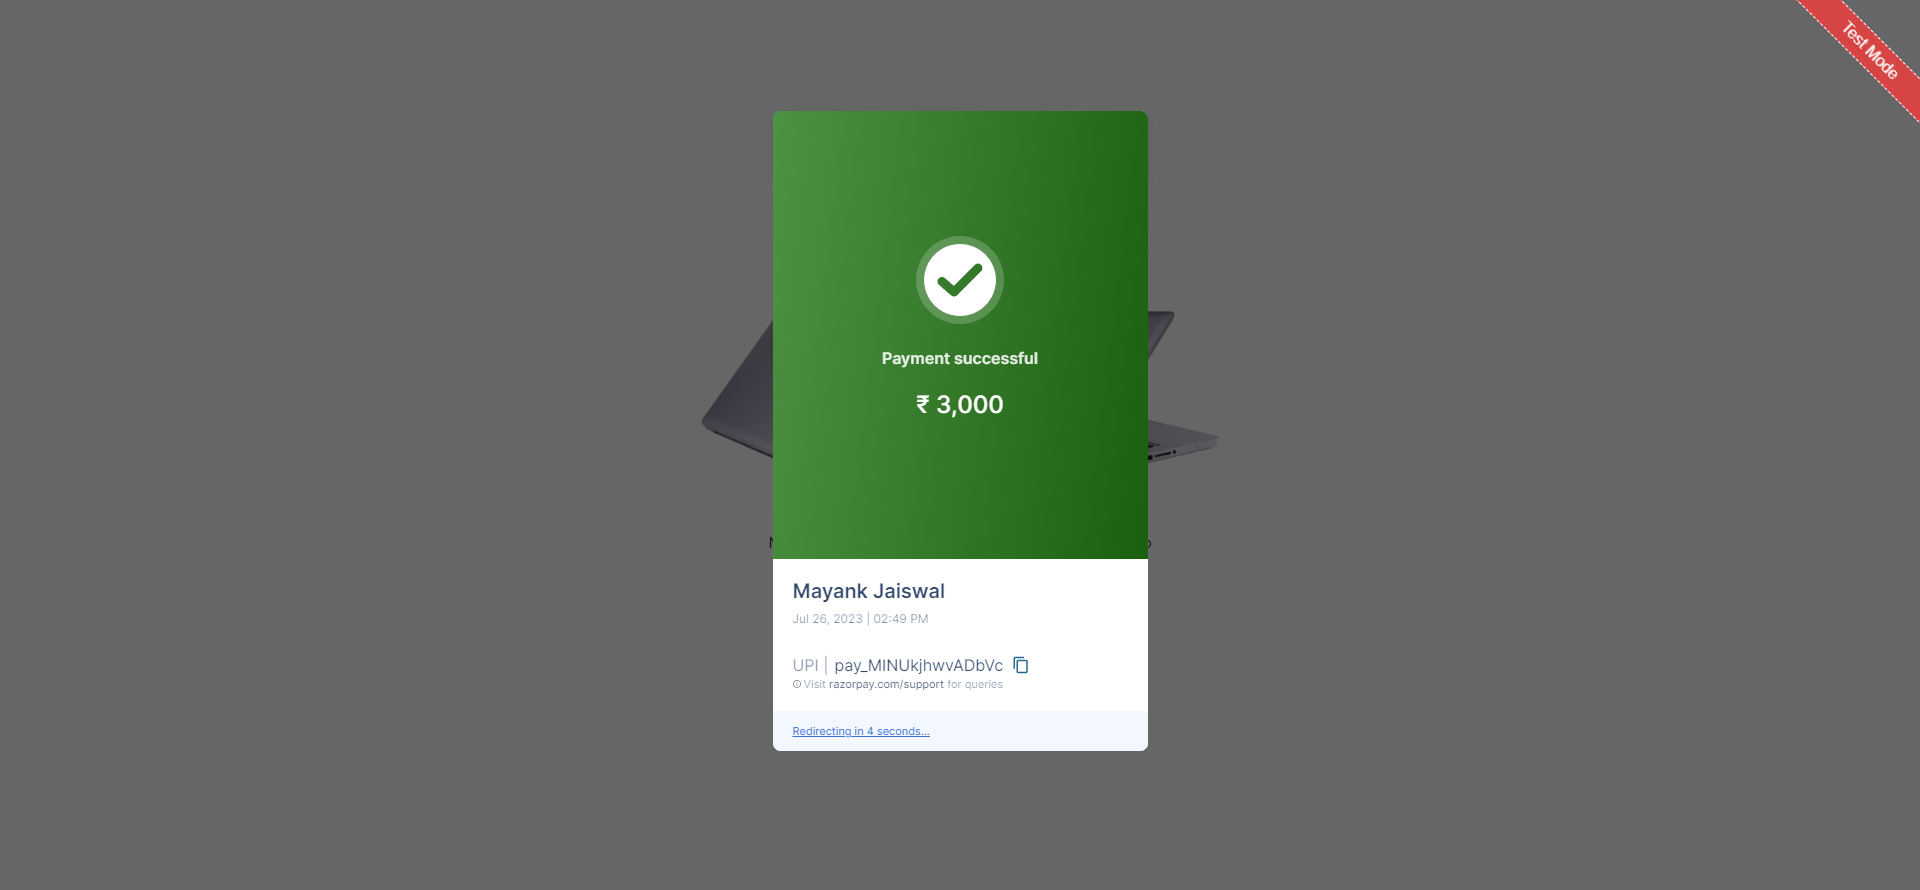 Test Mode
Payment successful
₹ 3,000
Mayank Jaiswal
Jul 26, 2023 | 02:49 PM
UPI | pay_MINUkjhwvADbVc
Visit razorpay.com/support for queries
Redirecting in 4 seconds...